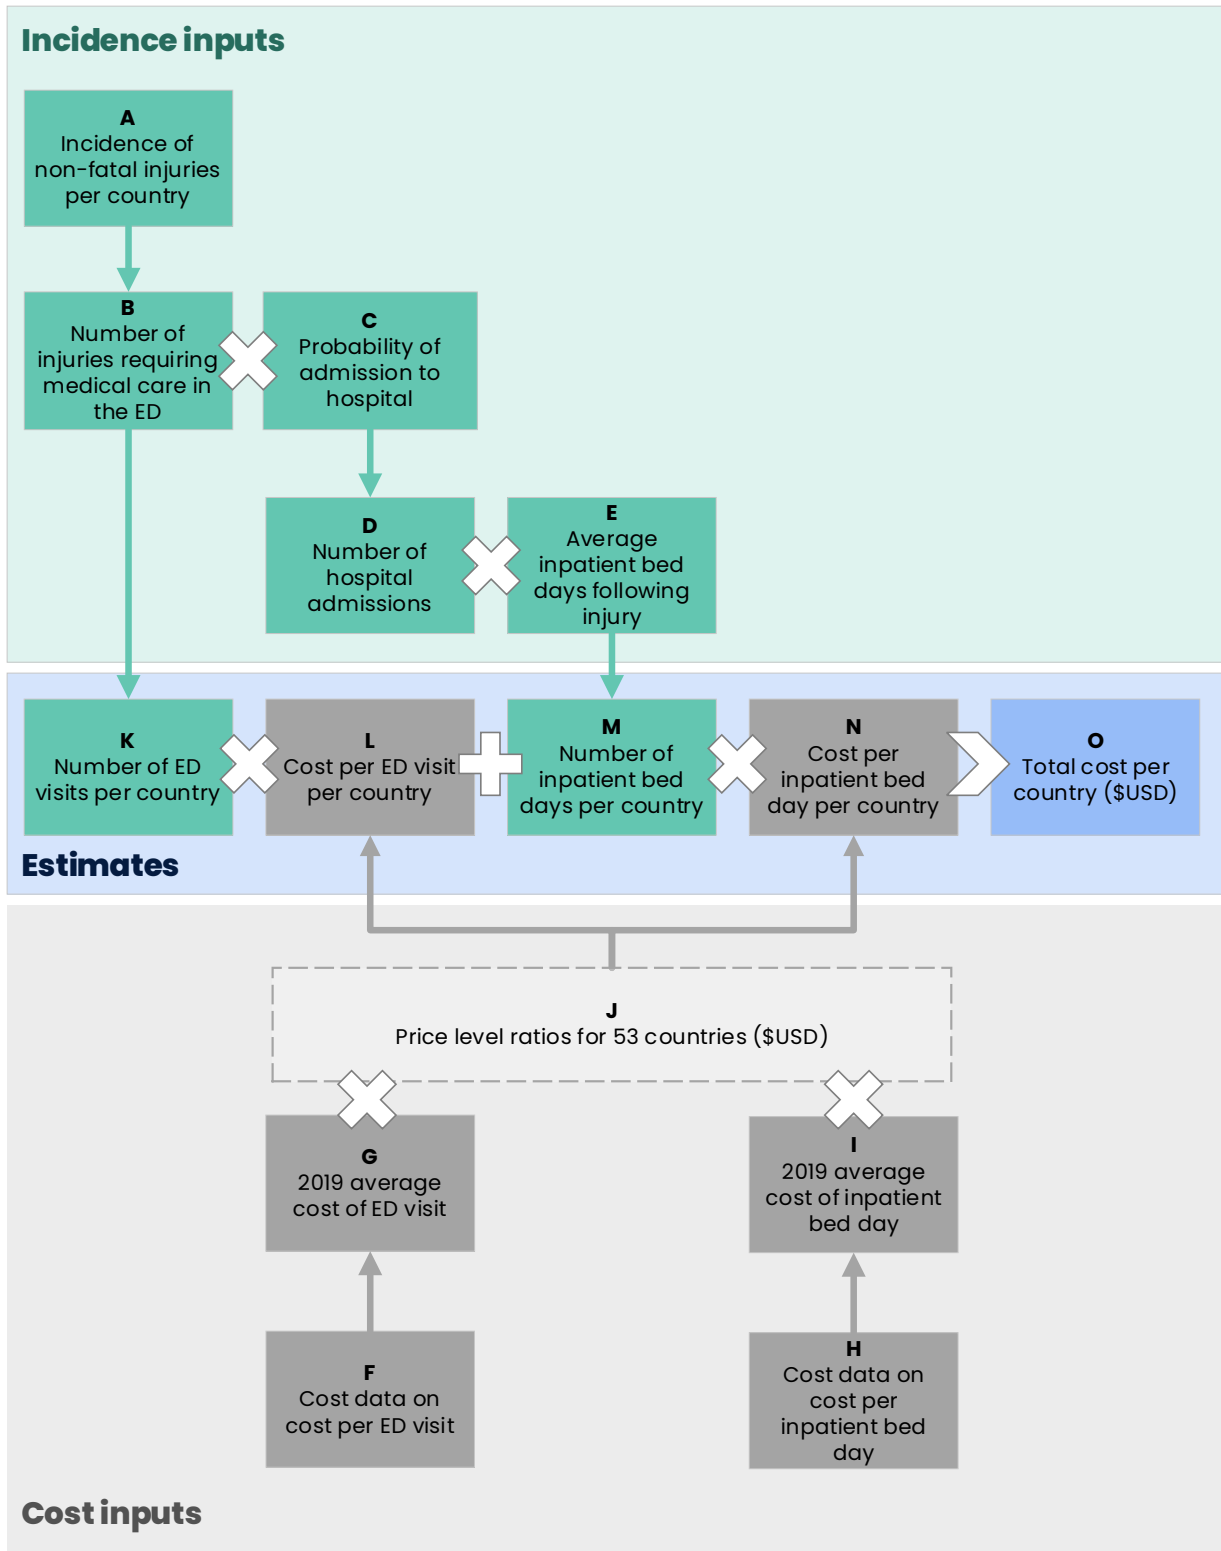 Incidence inputs
A
Incidence of
non-fatal injuries
per country
B
Number of
injuries requiring
medical care in
the ED
C
Probability of
admission to
hospital
D
Number of
hospital
admissions
E
Average
inpatient bed
days following
injury
K
Number of ED
visits per country
L
Cost per ED visit
per country
M
Number of
inpatient bed
days per country
N
Cost per
inpatient bed
day per country
O
Total cost per
country ($USD)
Estimates
J
Price level ratios for 53 countries ($USD)
G
2019 average
cost of ED visit
I
2019 average
cost of inpatient
bed day
F
Cost data on
cost per ED visit
H
Cost data on
cost per
inpatient bed
day
Cost inputs